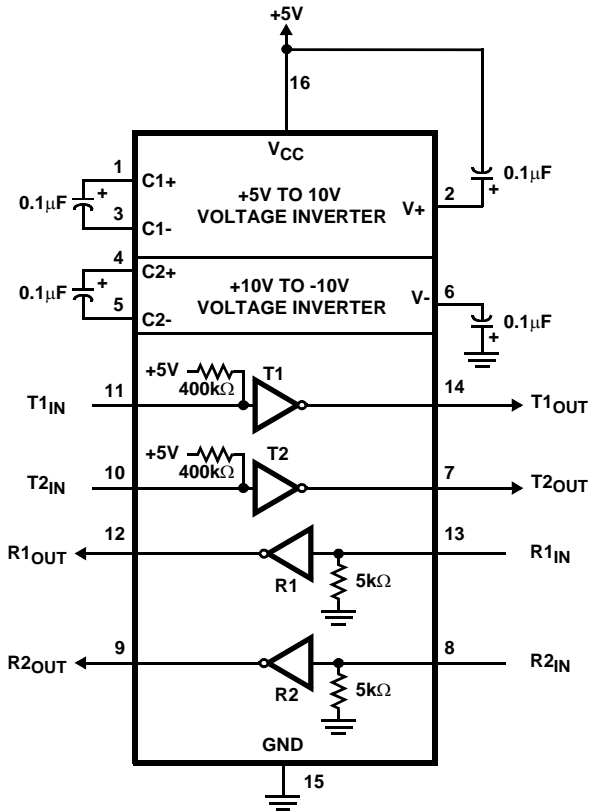 +5V
16
VCC
1
C1+
0.1μF
+
3
C1-
+5V TO 10V
VOLTAGE INVERTER
V+
2
0.1μF
+
4
C2+
0.1μF
+
5
C2-
+10V TO -10V
VOLTAGE INVERTER
V-
6
0.1μF
+
T1IN
11
+5V
400kΩ
T1
14
T1OUT
T2IN
10
+5V
400kΩ
T2
7
T2OUT
R1OUT
12
R1
5kΩ
13
R1IN
R2OUT
9
R2
5kΩ
8
R2IN
GND
15